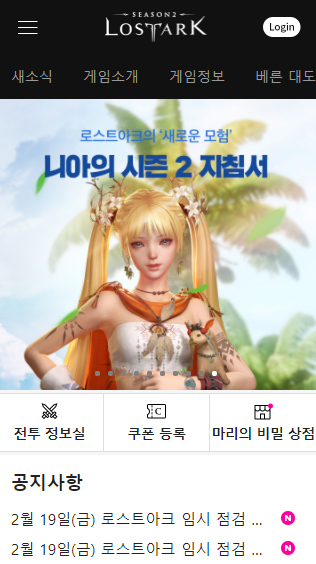 SEASON2
LOSTARK
Login
새소식 게임소개 게임정보 베른 대도
로스트아크의 '새로운 모험'
니아의 시즌 2 지침서
C
전투 정보실 쿠폰 등록 마리의 비밀 상점
공지사항
2월 19일(금) 로스트아크 임시 점검 ... N
2월 19일(금) 로스트아크 임시 점검 ... N